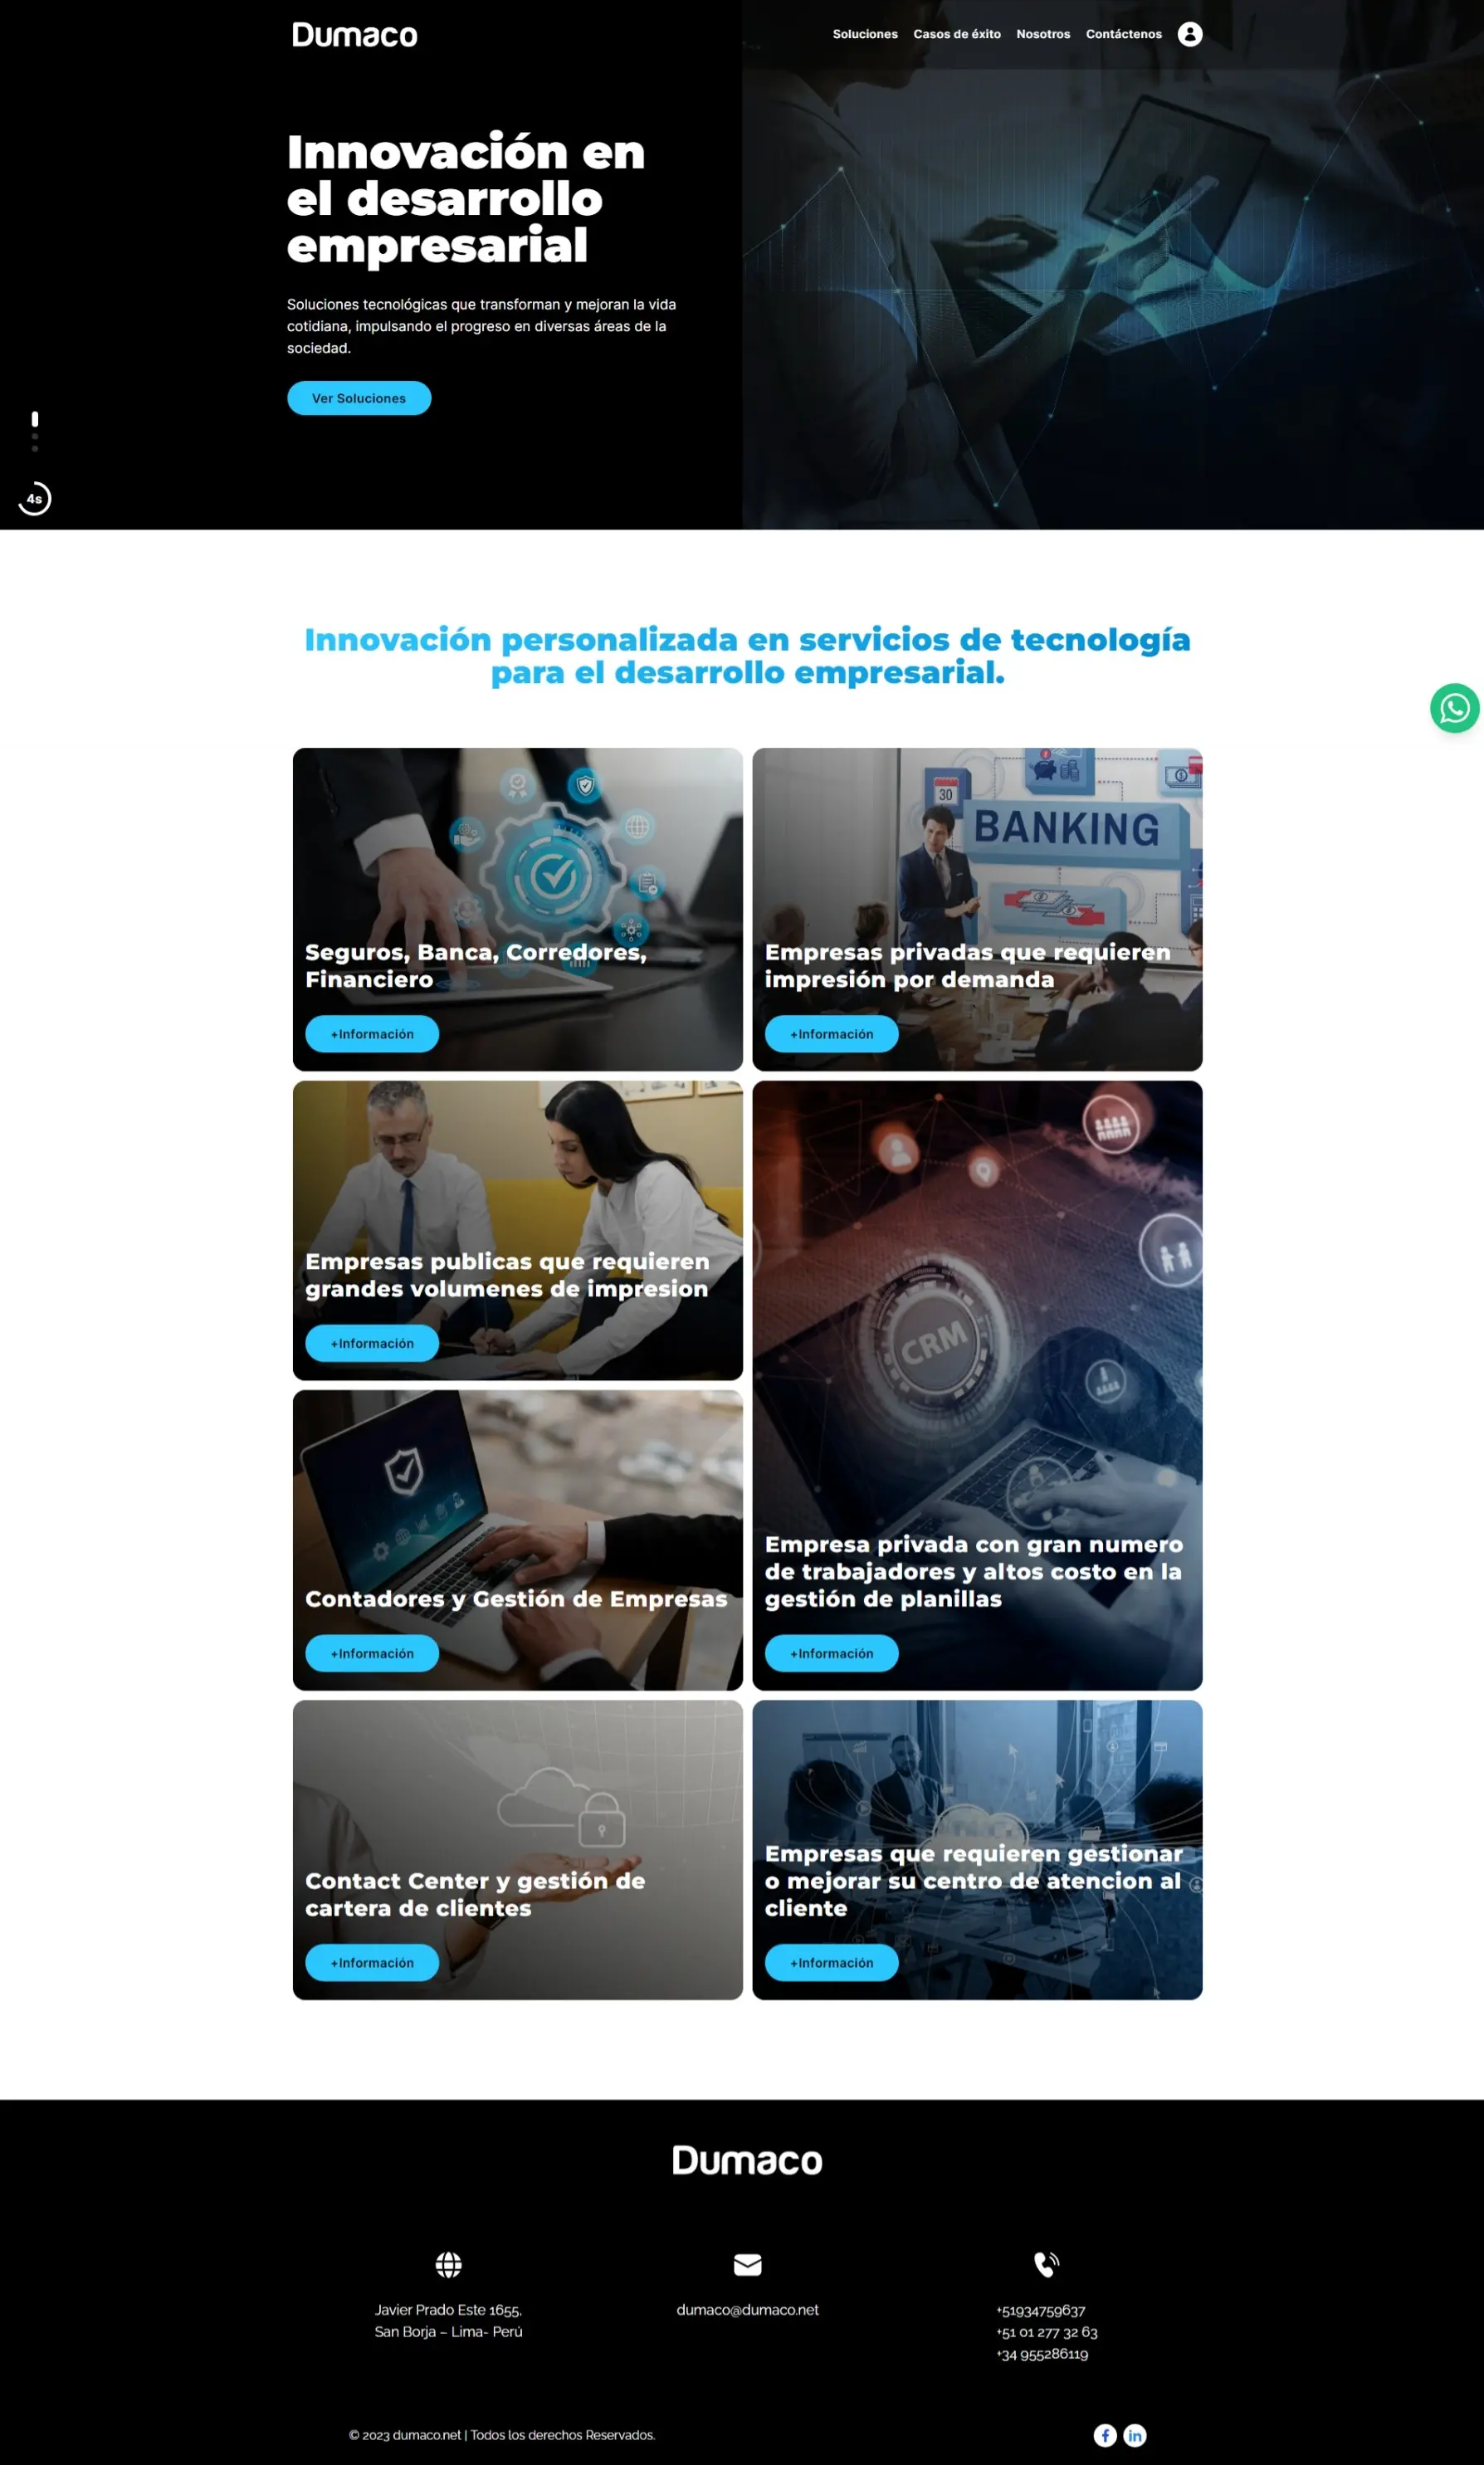 Dumaco
Soluciones Casos de éxito Nosotros Contáctenos
Innovación en
el desarrollo
empresarial
Soluciones tecnológicas que transforman y mejoran la vida
cotidiana, impulsando el progreso en diversas áreas de la
sociedad.
Ver Soluciones
4s
Innovación personalizada en servicios de tecnología
para el desarrollo empresarial.
Seguros, Banca, Corredores,
Financiero
+Información
30
BANKING
Empresas privadas que requieren
impresión por demanda
+Información
Empresas publicas que requieren
grandes volumenes de impresion
+Información
CRM
Empresa privada con gran numero
de trabajadores y altos costo en la
gestión de planillas
+Información
Contadores y Gestión de Empresas
+Información
Contact Center y gestión de
cartera de clientes
+Información
Empresas que requieren gestionar
o mejorar su centro de atencion al
cliente
+Información
Dumaco
Javier Prado Este 1655,
San Borja – Lima- Perú
dumaco@dumaco.net
+51934759637
+51 01 277 32 63
+34 955286119
© 2023 dumaco.net | Todos los derechos Reservados.